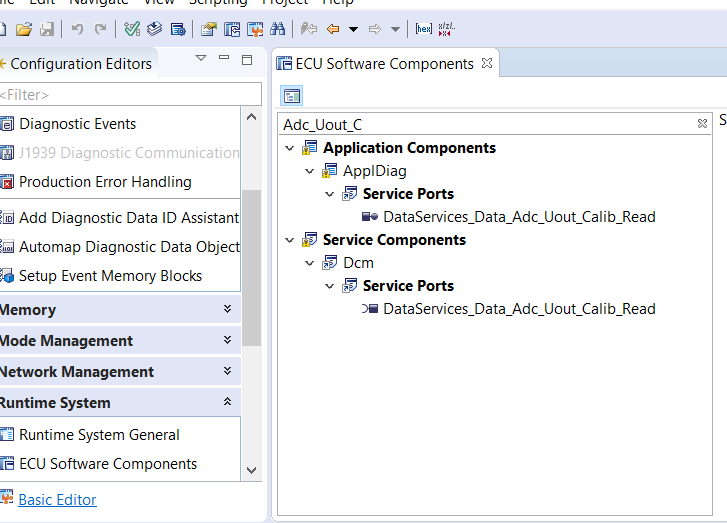 Edit Navigate Validation Scripting Project Help
Configuration Editors
<Filter>
Diagnostic Events
J1939 Diagnostic Communication
Production Error Handling
Add Diagnostic Data ID Assistant
Automap Diagnostic Data Object
Setup Event Memory Blocks
Memory
Mode Management
Network Management
Runtime System
Runtime System General
ECU Software Components
Basic Editor
[hex]
ECU Software Components
Adc_Uout_C
Application Components
ApplDiag
Service Ports
DataServices_Data_Adc_Uout_Calib_Read
Service Components
Dcm
Service Ports
DataServices_Data_Adc_Uout_Calib_Read
S